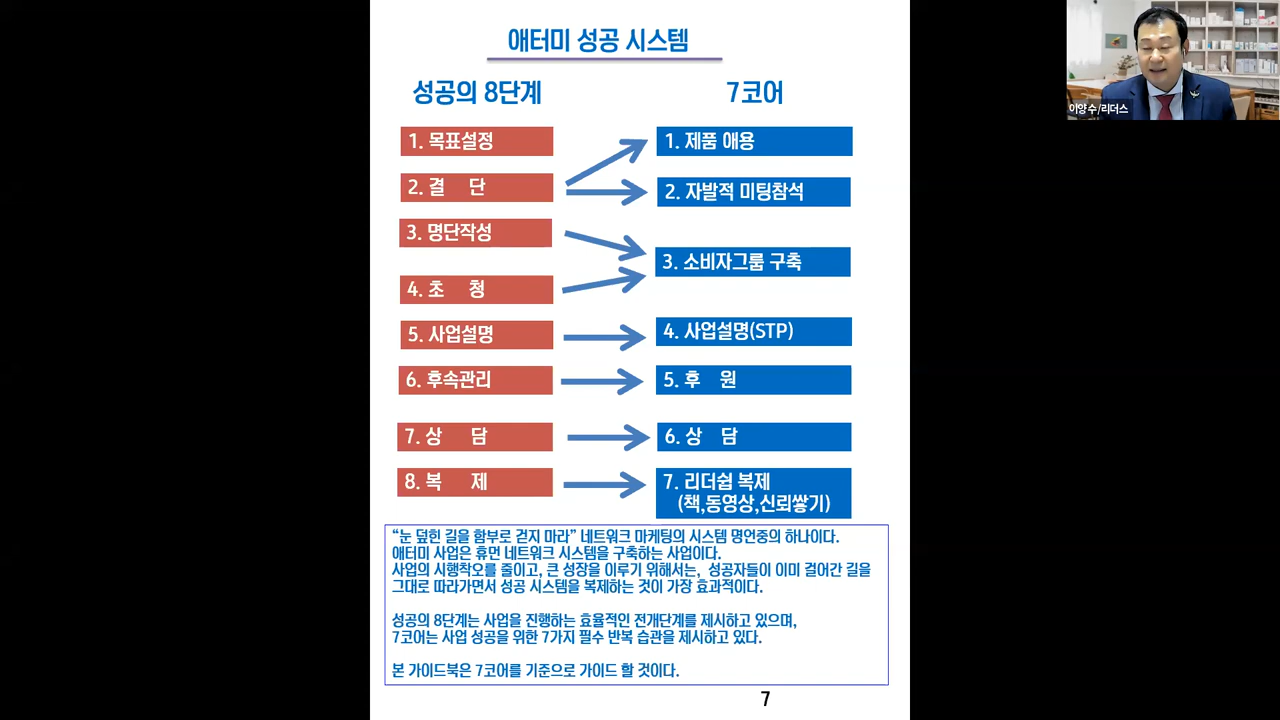 애터미 성공 시스템
성공의 8단계
7코어
1. 목표설정
2. 결 단
3. 명단작성
4. 초 청
5. 사업설명
6. 후속관리
7. 상 담
8. 복 제
1. 제품 애용
2. 자발적 미팅참석
3. 소비자그룹 구축
4. 사업설명(STP)
5. 후 원
6. 상 담
7. 리더쉽 복제
(책,동영상,신뢰쌓기)
“눈 덮힌 길을 함부로 걷지 마라” 네트워크 마케팅의 시스템 명언중의 하나이다.
애터미 사업은 휴먼 네트워크 시스템을 구축하는 사업이다.
사업의 시행착오를 줄이고, 큰 성장을 이루기 위해서는, 성공자들이 이미 걸어간 길을
그대로 따라가면서 성공 시스템을 복제하는 것이 가장 효과적이다.
성공의 8단계는 사업을 진행하는 효율적인 전개단계를 제시하고 있으며,
7코어는 사업 성공을 위한 7가지 필수 반복 습관을 제시하고 있다.
본 가이드북은 7코어를 기준으로 가이드 할 것이다.
7
이양수/리더스